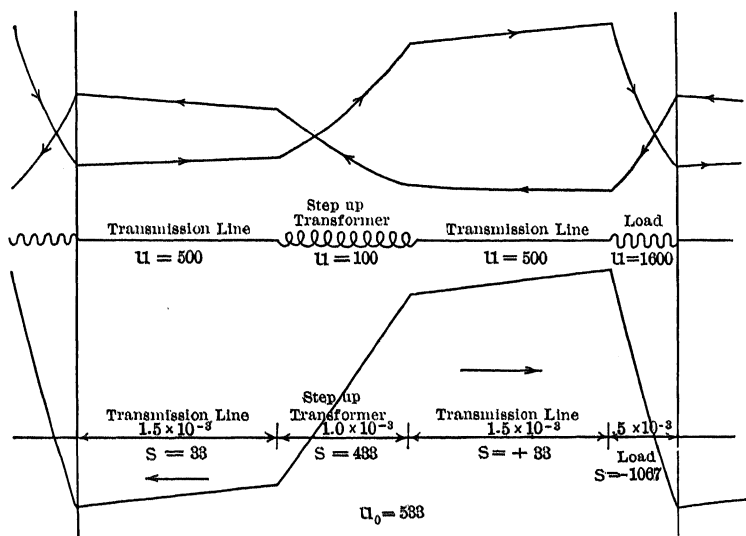 Step up
Transmission Line Transformer Transmission Line Load
u = 500 u = 100 u = 500 u=1600
Step up
Transmission Line Transformer Transmission Line
1.5 × 10⁻³ 1.0 × 10⁻³ 1.5 × 10⁻³ .5 × 10⁻³
S = 33 S = 433 S = + 33 Load
S=-1067
u₀ = 533